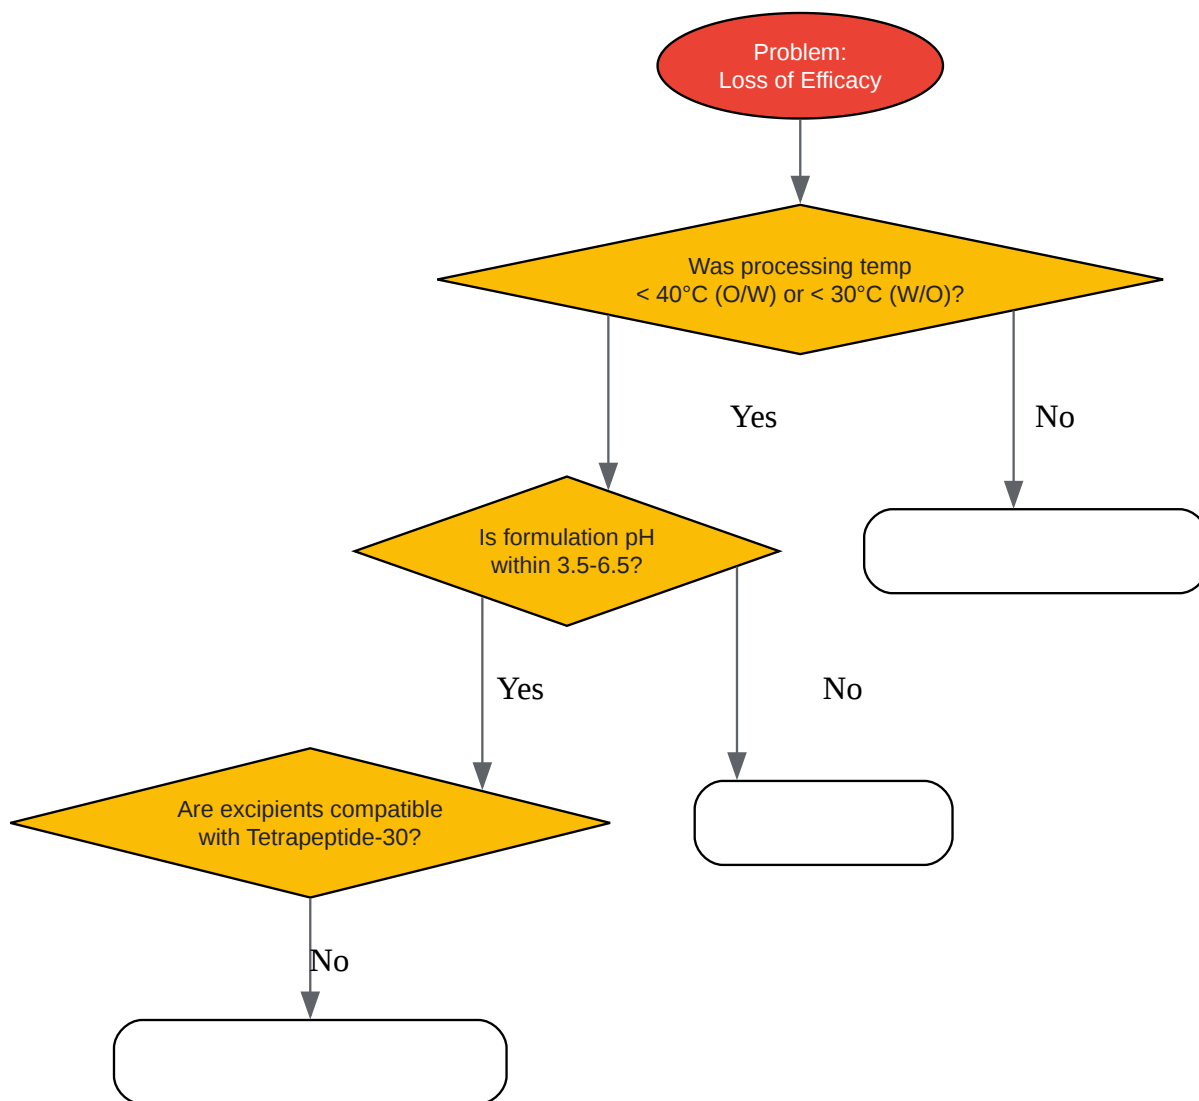 Problem:
Loss of Efficacy
Was processing temp
< 40°C (O/W) or < 30°C (W/O)?
Yes
No
Is formulation pH
within 3.5-6.5?
Yes
No
Are excipients compatible
with Tetrapeptide-30?
No